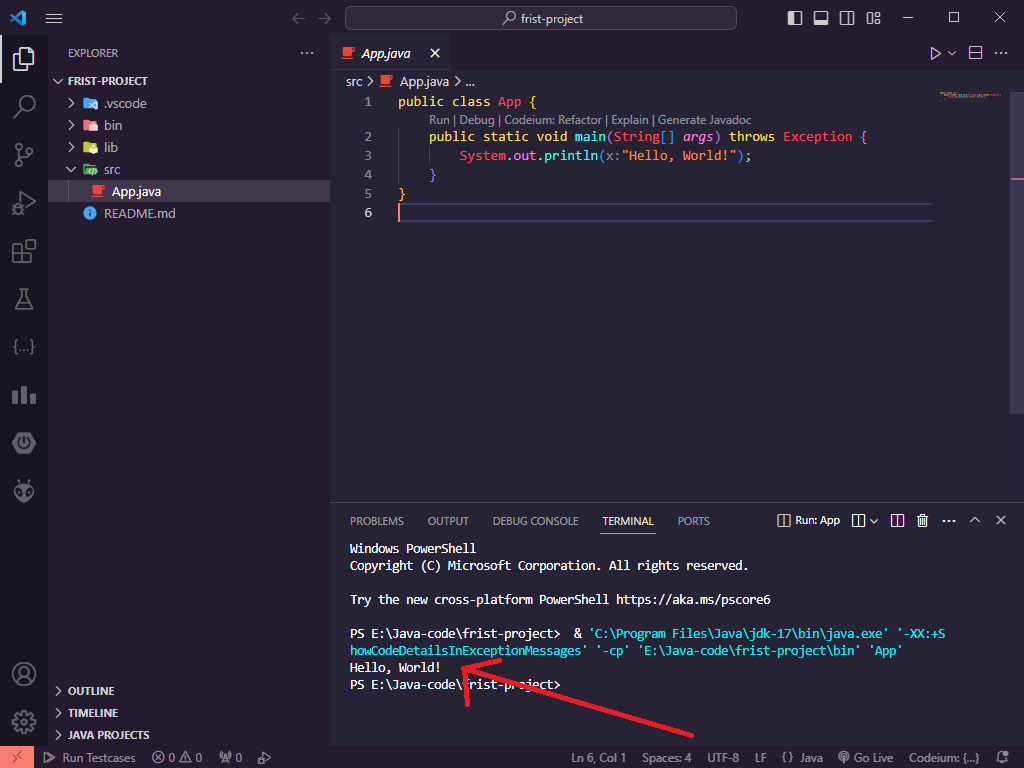 frist-project
EXPLORER
FRIST-PROJECT
.vscode
bin
lib
src
App.java
README.md
OUTLINE
TIMELINE
JAVA PROJECTS
App.java
src > App.java > ...
1 public class App {
Run | Debug | Codeium: Refactor | Explain | Generate Javadoc
2 public static void main(String[] args) throws Exception {
3 System.out.println(x:"Hello, World!");
4 }
5 }
6
PROBLEMS OUTPUT DEBUG CONSOLE TERMINAL PORTS Run: App
Windows PowerShell
Copyright (C) Microsoft Corporation. All rights reserved.
Try the new cross-platform PowerShell https://aka.ms/pscore6
PS E:\Java-code\frist-project> & 'C:\Program Files\Java\jdk-17\bin\java.exe' '-XX:+S
howCodeDetailsInExceptionMessages' '-cp' 'E:\Java-code\frist-project\bin' 'App'
Hello, World!
PS E:\Java-code\frist-project>
Run Testcases 0 0 0 Ln 6, Col 1 Spaces: 4 UTF-8 LF {} Java Go Live Codeium: {...}